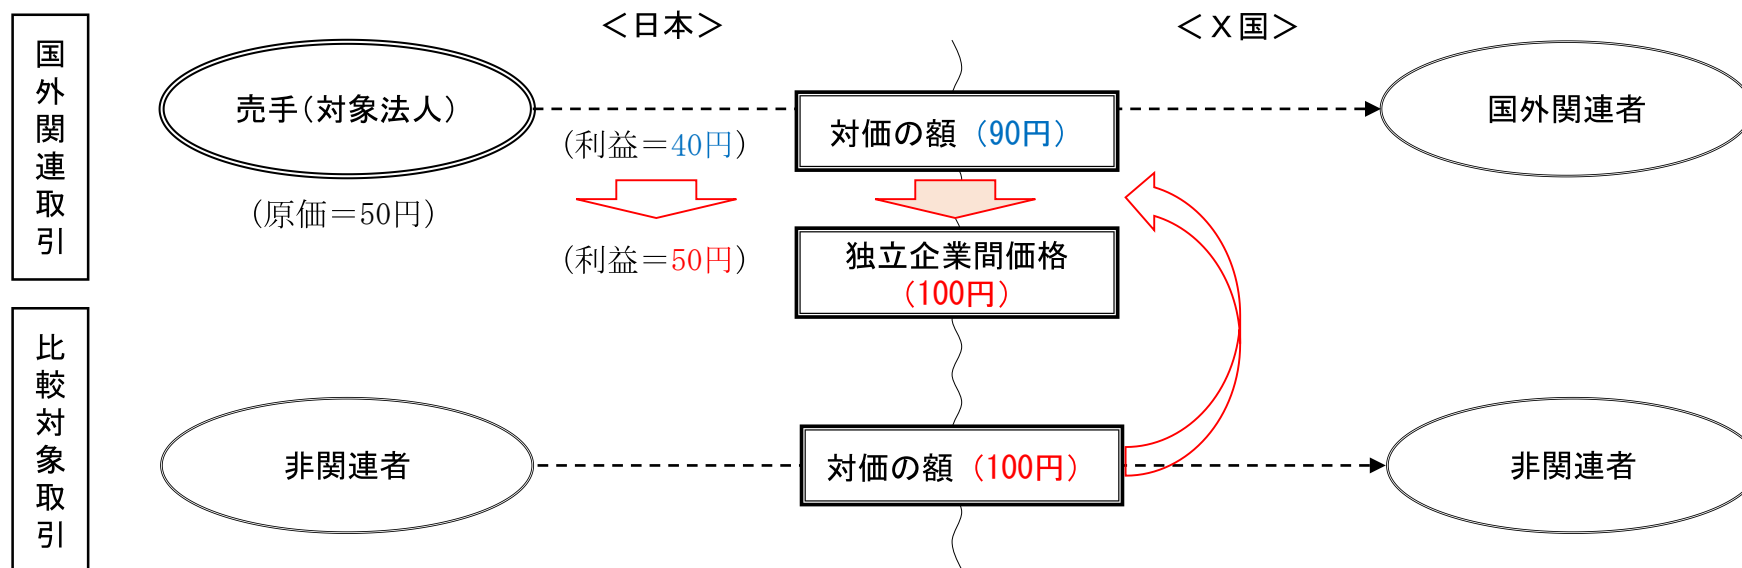 <日本>
<X国>
国外関連取引
売手(対象法人)
対価の額 (90円)
国外関連者
(利益=40円)
(原価=50円)
(利益=50円)
独立企業間価格
(100円)
比較対象取引
非関連者
対価の額 (100円)
非関連者